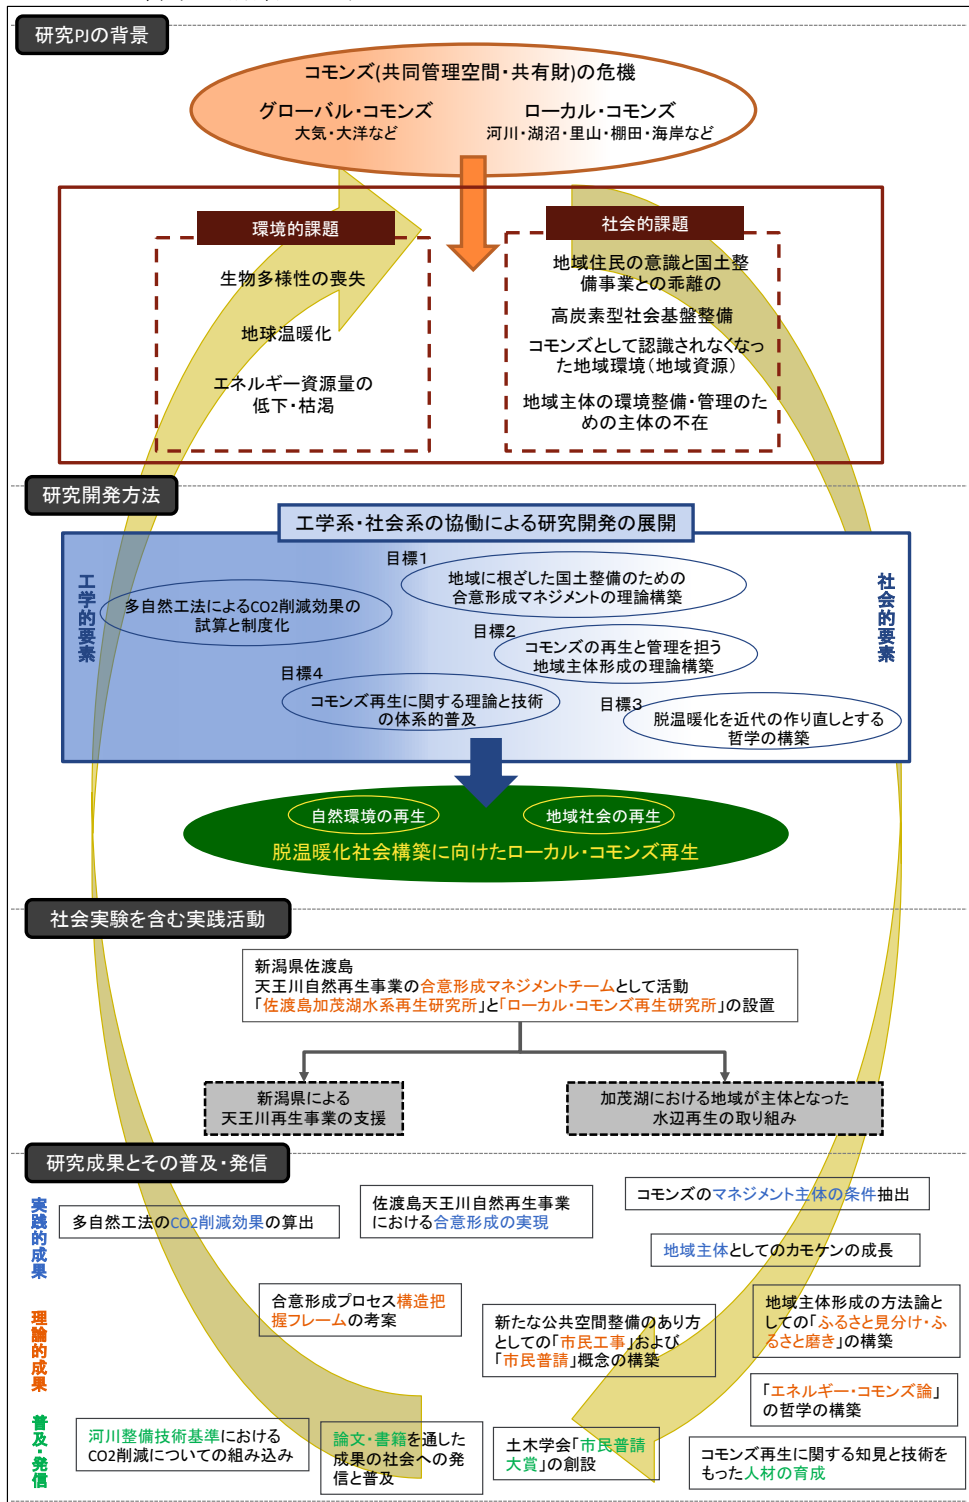 研究PJの背景
コモンズ(共同管理空間・共有財)の危機
グローバル・コモンズ
大気・大洋など
ローカル・コモンズ
河川・湖沼・里山・棚田・海岸など
環境的課題
生物多様性の喪失
地球温暖化
エネルギー資源量の
低下・枯渇
社会的課題
地域住民の意識と国土整
備事業との乖離の
高炭素型社会基盤整備
コモンズとして認識されなくなっ
た地域環境(地域資源)
地域主体の環境整備・管理のた
めの主体の不在
研究開発方法
工学系・社会系の協働による研究開発の展開
工学的要素
社会的要素
目標1
地域に根ざした国土整備のための
合意形成マネジメントの理論構築
多自然工法によるCO2削減効果の
試算と制度化
目標2
コモンズの再生と管理を担う
地域主体形成の理論構築
目標4
コモンズ再生に関する理論と技術
の体系的普及
目標3
脱温暖化を近代の作り直しとする
哲学の構築
自然環境の再生
地域社会の再生
脱温暖化社会構築に向けたローカル・コモンズ再生
社会実験を含む実践活動
新潟県佐渡島
天王川自然再生事業の合意形成マネジメントチームとして活動
「佐渡島加茂湖水系再生研究所」と「ローカル・コモンズ再生研究所」の設置
新潟県による
天王川再生事業の支援
加茂湖における地域が主体となった
水辺再生の取り組み
研究成果とその普及・発信
実践的成果
多自然工法のCO2削減効果の算出
佐渡島天王川自然再生事業
における合意形成の実現
コモンズのマネジメント主体の条件抽出
地域主体としてのカモケンの成長
理論的成果
合意形成プロセス構造把
握フレームの考案
新たな公共空間整備のあり方
としての「市民工事」および
「市民普請」概念の構築
地域主体形成の方法論と
しての「ふるさと見分け・ふ
るさと磨き」の構築
「エネルギー・コモンズ論」
の哲学の構築
普及・発信
河川整備技術基準における
CO2削減についての組み込み
論文・書籍を通した
成果の社会への発
信と普及
土木学会「市民普請
大賞」の創設
コモンズ再生に関する知見と技術を
もった人材の育成